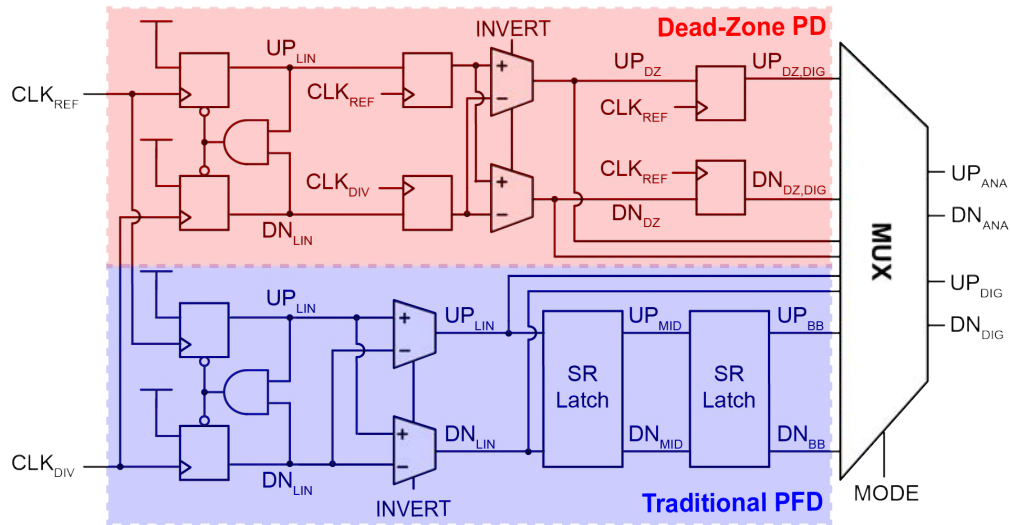 INVERT
Dead-Zone PD
UP_LIN
UP_DZ
UP_DZ,DIG
+
−
CLK_REF
CLK_REF
CLK_REF
CLK_DIV
CLK_REF
DN_DZ,DIG
+
−
DN_LIN
DN_DZ
UP_ANA
DN_ANA
MUX
UP_DIG
DN_DIG
UP_LIN
UP_LIN
UP_MID
UP_BB
+
−
SR
Latch
SR
Latch
+
−
DN_LIN
DN_MID
DN_BB
CLK_DIV
DN_LIN
INVERT
Traditional PFD
MODE